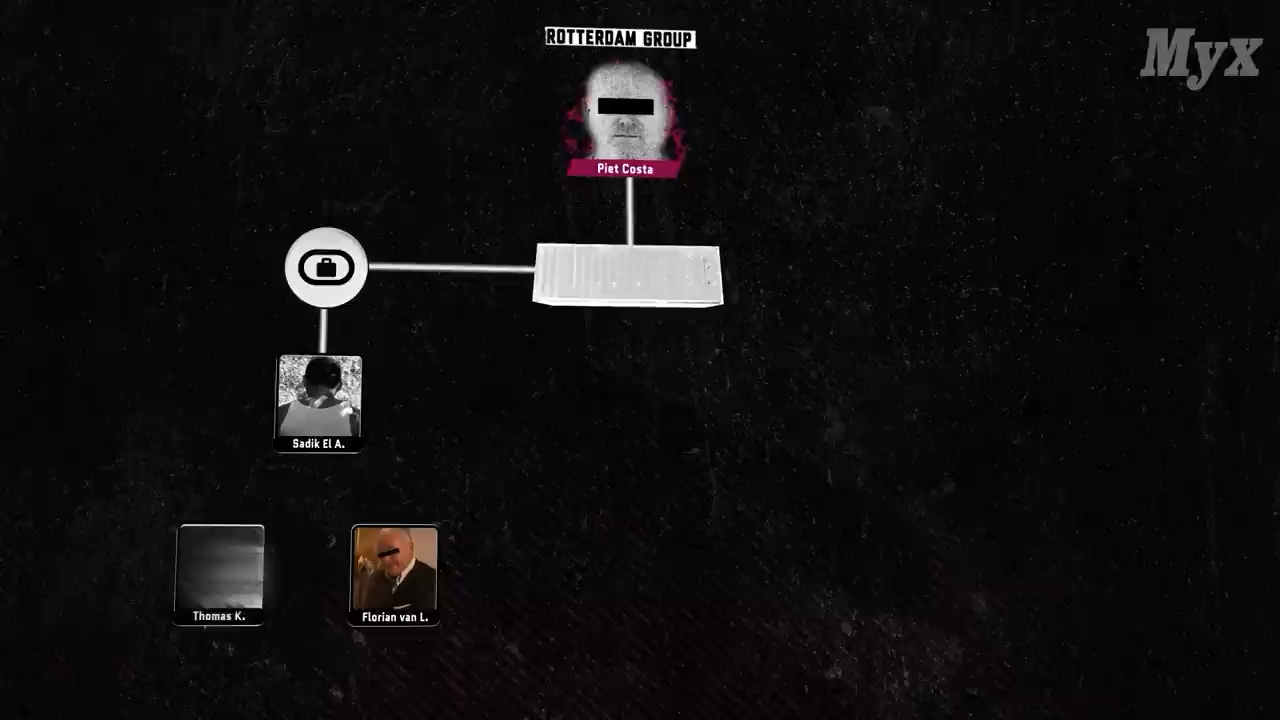 ROTTERDAM GROUP
Myx
Piet Costa
Sadik El A.
Thomas K.
Florian van L.